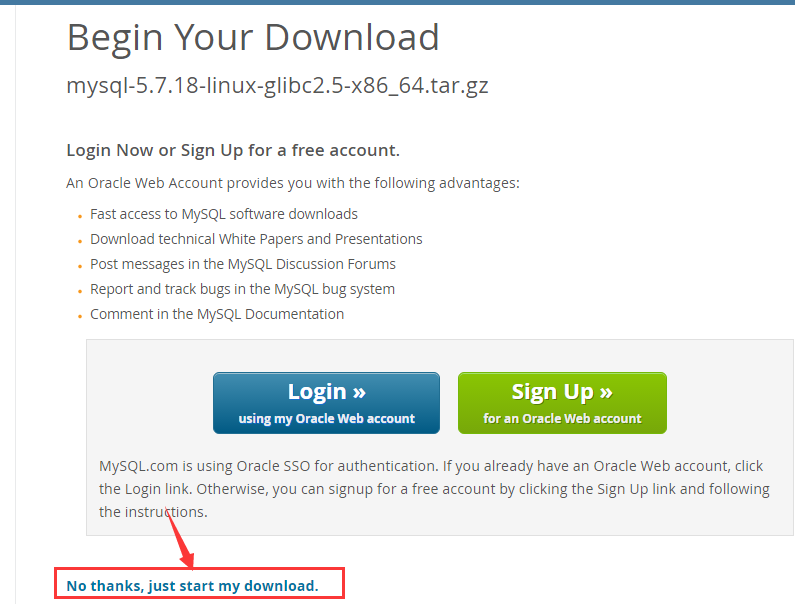 Begin Your Download
mysql-5.7.18-linux-glibc2.5-x86_64.tar.gz
Login Now or Sign Up for a free account.
An Oracle Web Account provides you with the following advantages:
Fast access to MySQL software downloads
Download technical White Papers and Presentations
Post messages in the MySQL Discussion Forums
Report and track bugs in the MySQL bug system
Comment in the MySQL Documentation
Login »
using my Oracle Web account
Sign Up »
for an Oracle Web account
MySQL.com is using Oracle SSO for authentication. If you already have an Oracle Web account, click
the Login link. Otherwise, you can signup for a free account by clicking the Sign Up link and following
the instructions.
No thanks, just start my download.